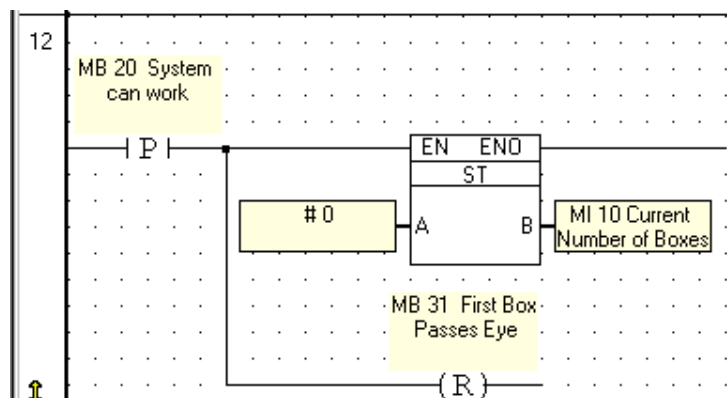 12
MB 20 System
can work
P
EN ENO
ST
# 0
A
B
MI 10 Current
Number of Boxes
MB 31 First Box
Passes Eye
(R)